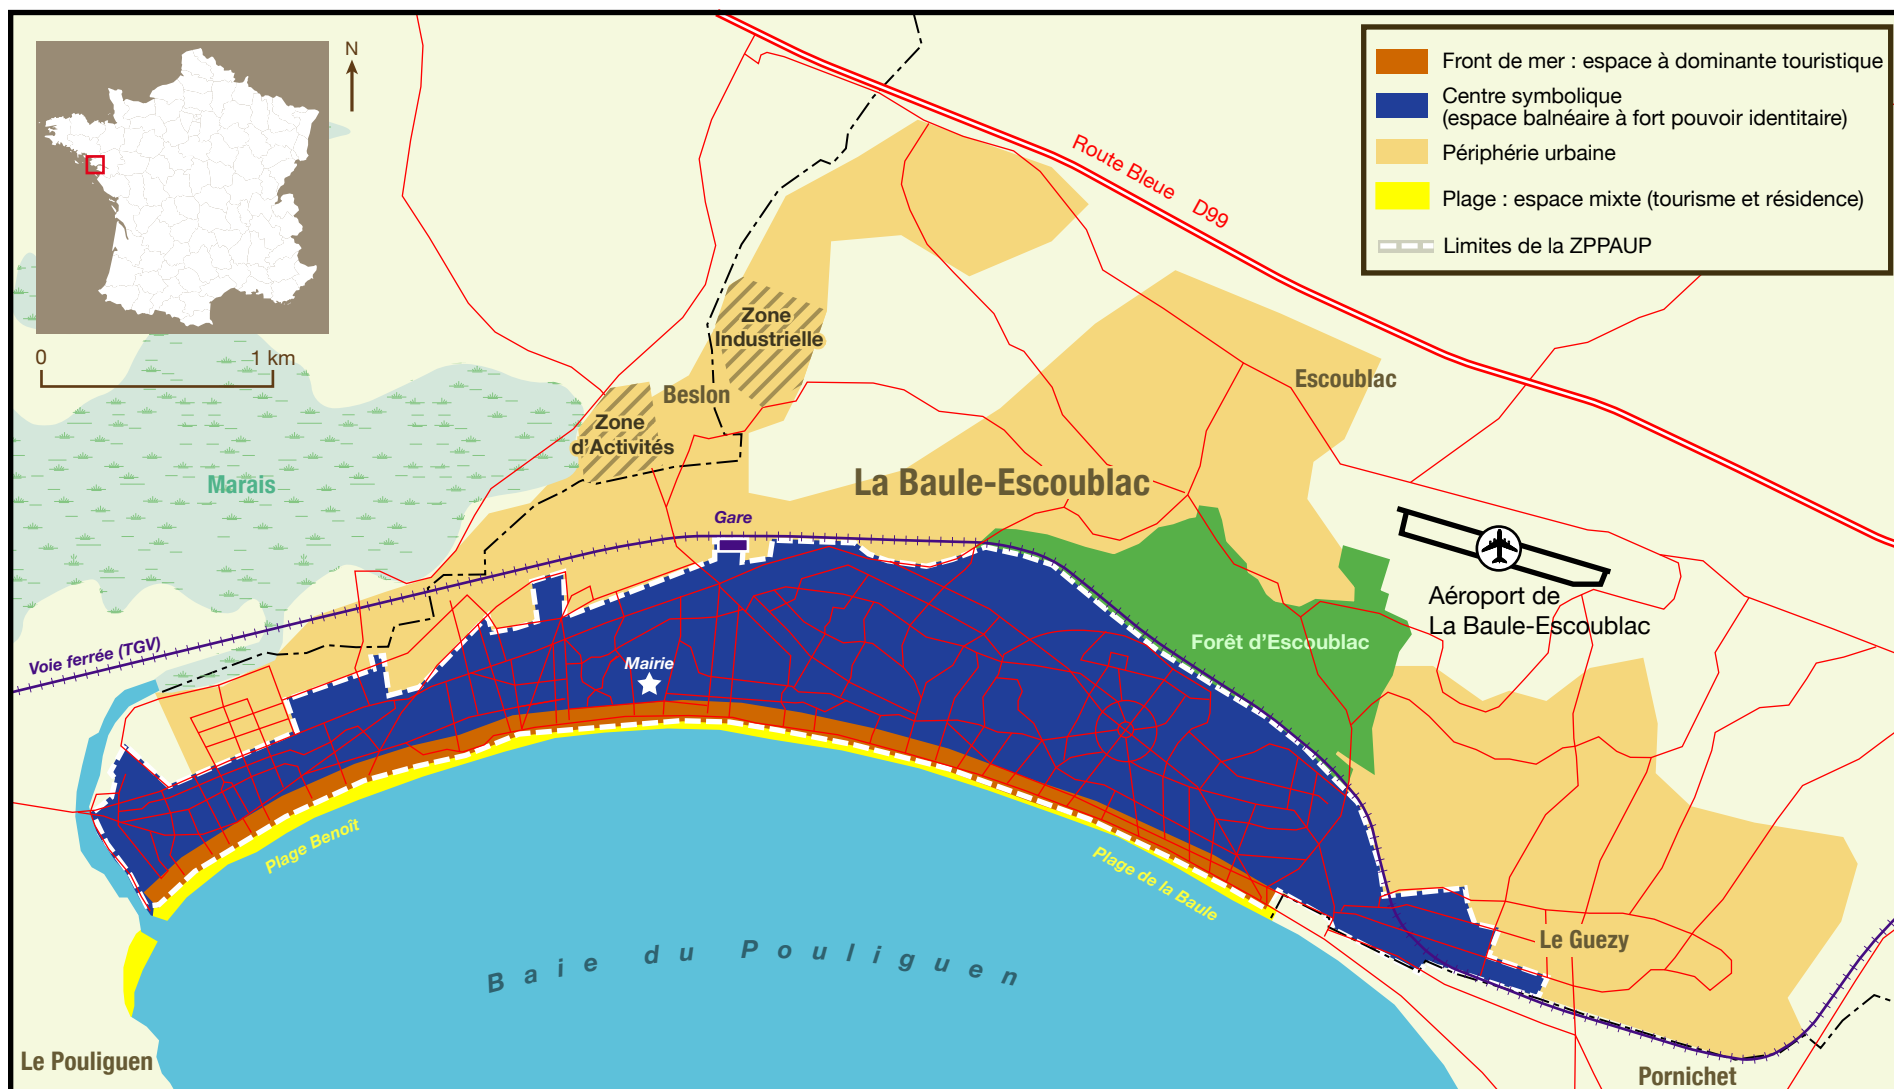 N
0
1 km
Front de mer : espace à dominante touristique
Centre symbolique
(espace balnéaire à fort pouvoir identitaire)
Périphérie urbaine
Plage : espace mixte (tourisme et résidence)
Limites de la ZPPAUP
Route Bleue D99
Zone
Industrielle
Beslon
Zone
d'Activités
Escoublac
Marais
La Baule-Escoublac
Gare
Aéroport de
La Baule-Escoublac
Forêt d'Escoublac
Voie ferrée (TGV)
Mairie
Plage Benoît
Plage de la Baule
Le Guezy
Baie du Pouliguen
Le Pouliguen
Pornichet